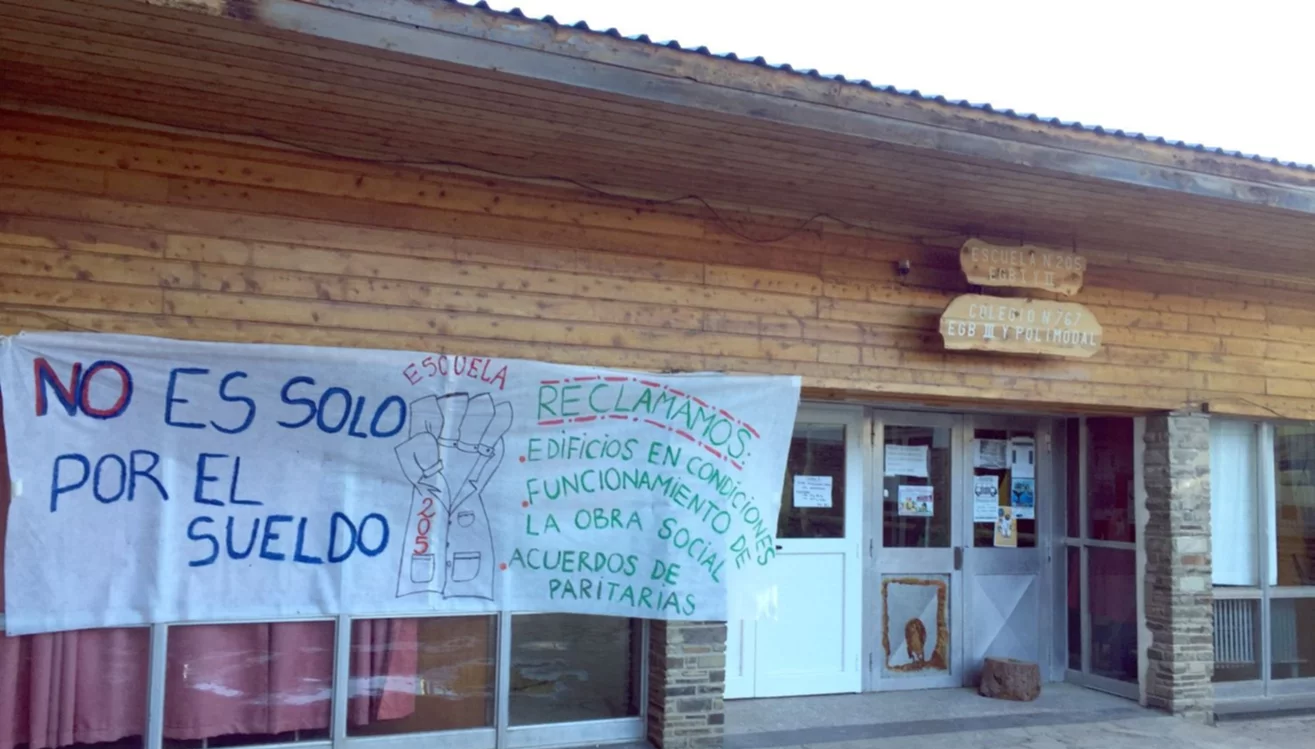 NO ES SOLO
POR EL
SUELDO
ESCUELA
205
RECLAMAMOS:
.EDIFICIOS EN CONDICIONES
.FUNCIONAMIENTO DE
LA OBRA SOCIAL
.ACUERDOS DE
PARITARIAS
ESCUELA N 205
EGB I Y II
COLEGIO N 767
EGB III Y POLIMODAL